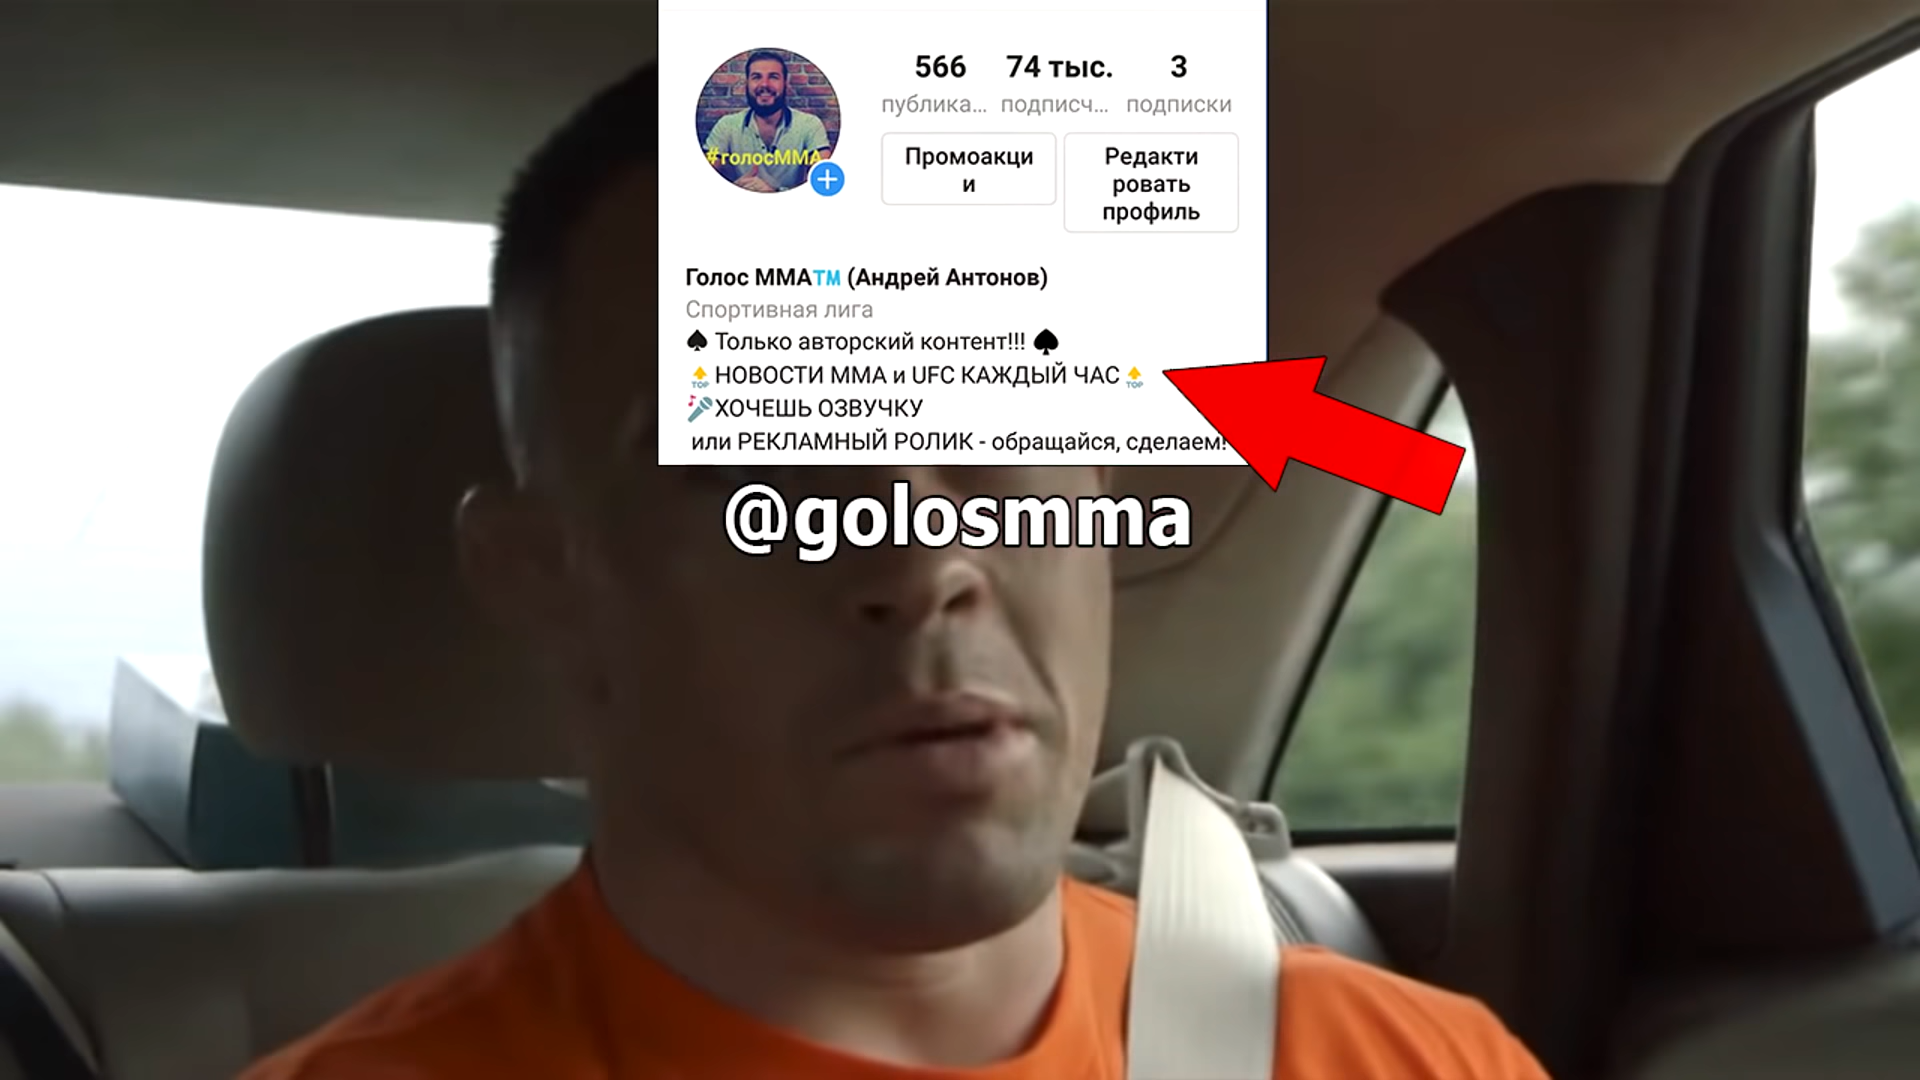 566 74 тыс. 3
публика... подписч... подписки
Промоакци
и
Редакти
ровать
профиль
#голосММА
Голос ММА™ (Андрей Антонов)
Спортивная лига
♠ Только авторский контент!!! ♠
🔝НОВОСТИ ММА и UFC КАЖДЫЙ ЧАС🔝
🎤ХОЧЕШЬ ОЗВУЧКУ
или РЕКЛАМНЫЙ РОЛИК - обращайся, сделаем!
@golosmma